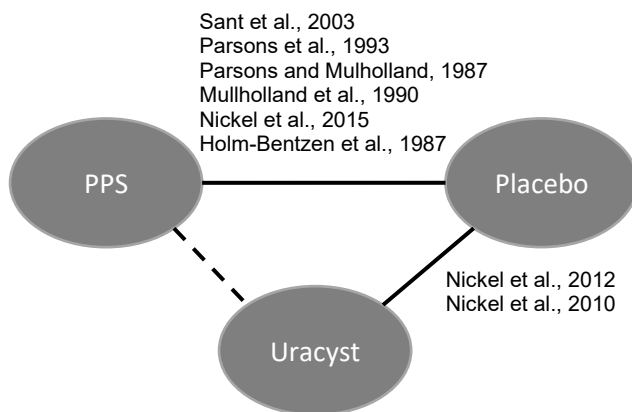 Sant et al., 2003
Parsons et al., 1993
Parsons and Mulholland, 1987
Mullholland et al., 1990
Nickel et al., 2015
Holm-Bentzen et al., 1987
PPS
Placebo
Nickel et al., 2012
Nickel et al., 2010
Uracyst